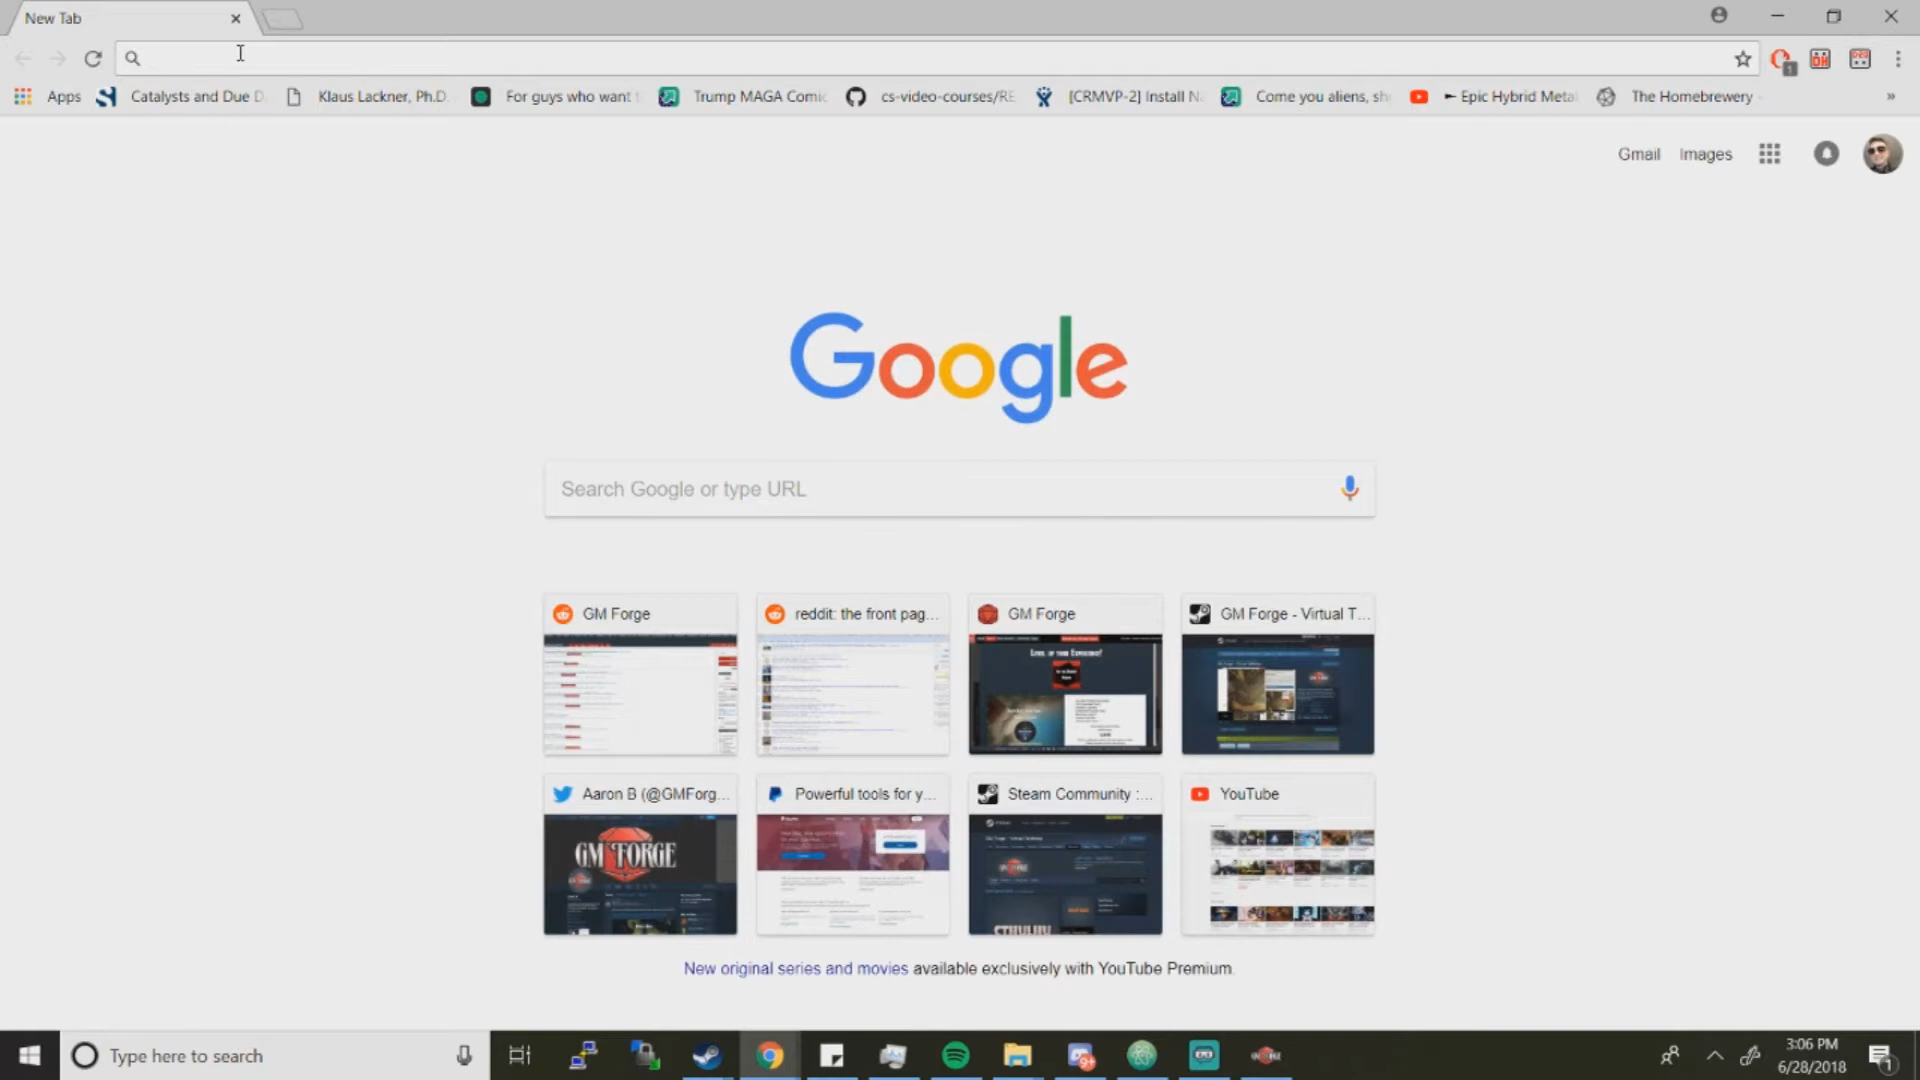 New Tab
Apps Catalysts and Due D Klaus Lackner, Ph.D. For guys who want t Trump MAGA Comic cs-video-courses/RE [CRMVP-2] Install Na Come you aliens, sh Epic Hybrid Metal The Homebrewery »
Gmail Images
Google
Search Google or type URL
GM Forge reddit: the front pag... GM Forge GM Forge - Virtual T...
Aaron B (@GMForg... Powerful tools for y... Steam Community :... YouTube
GM FORGE
CTHULHU
New original series and movies available exclusively with YouTube Premium.
Type here to search
3:06 PM
6/28/2018